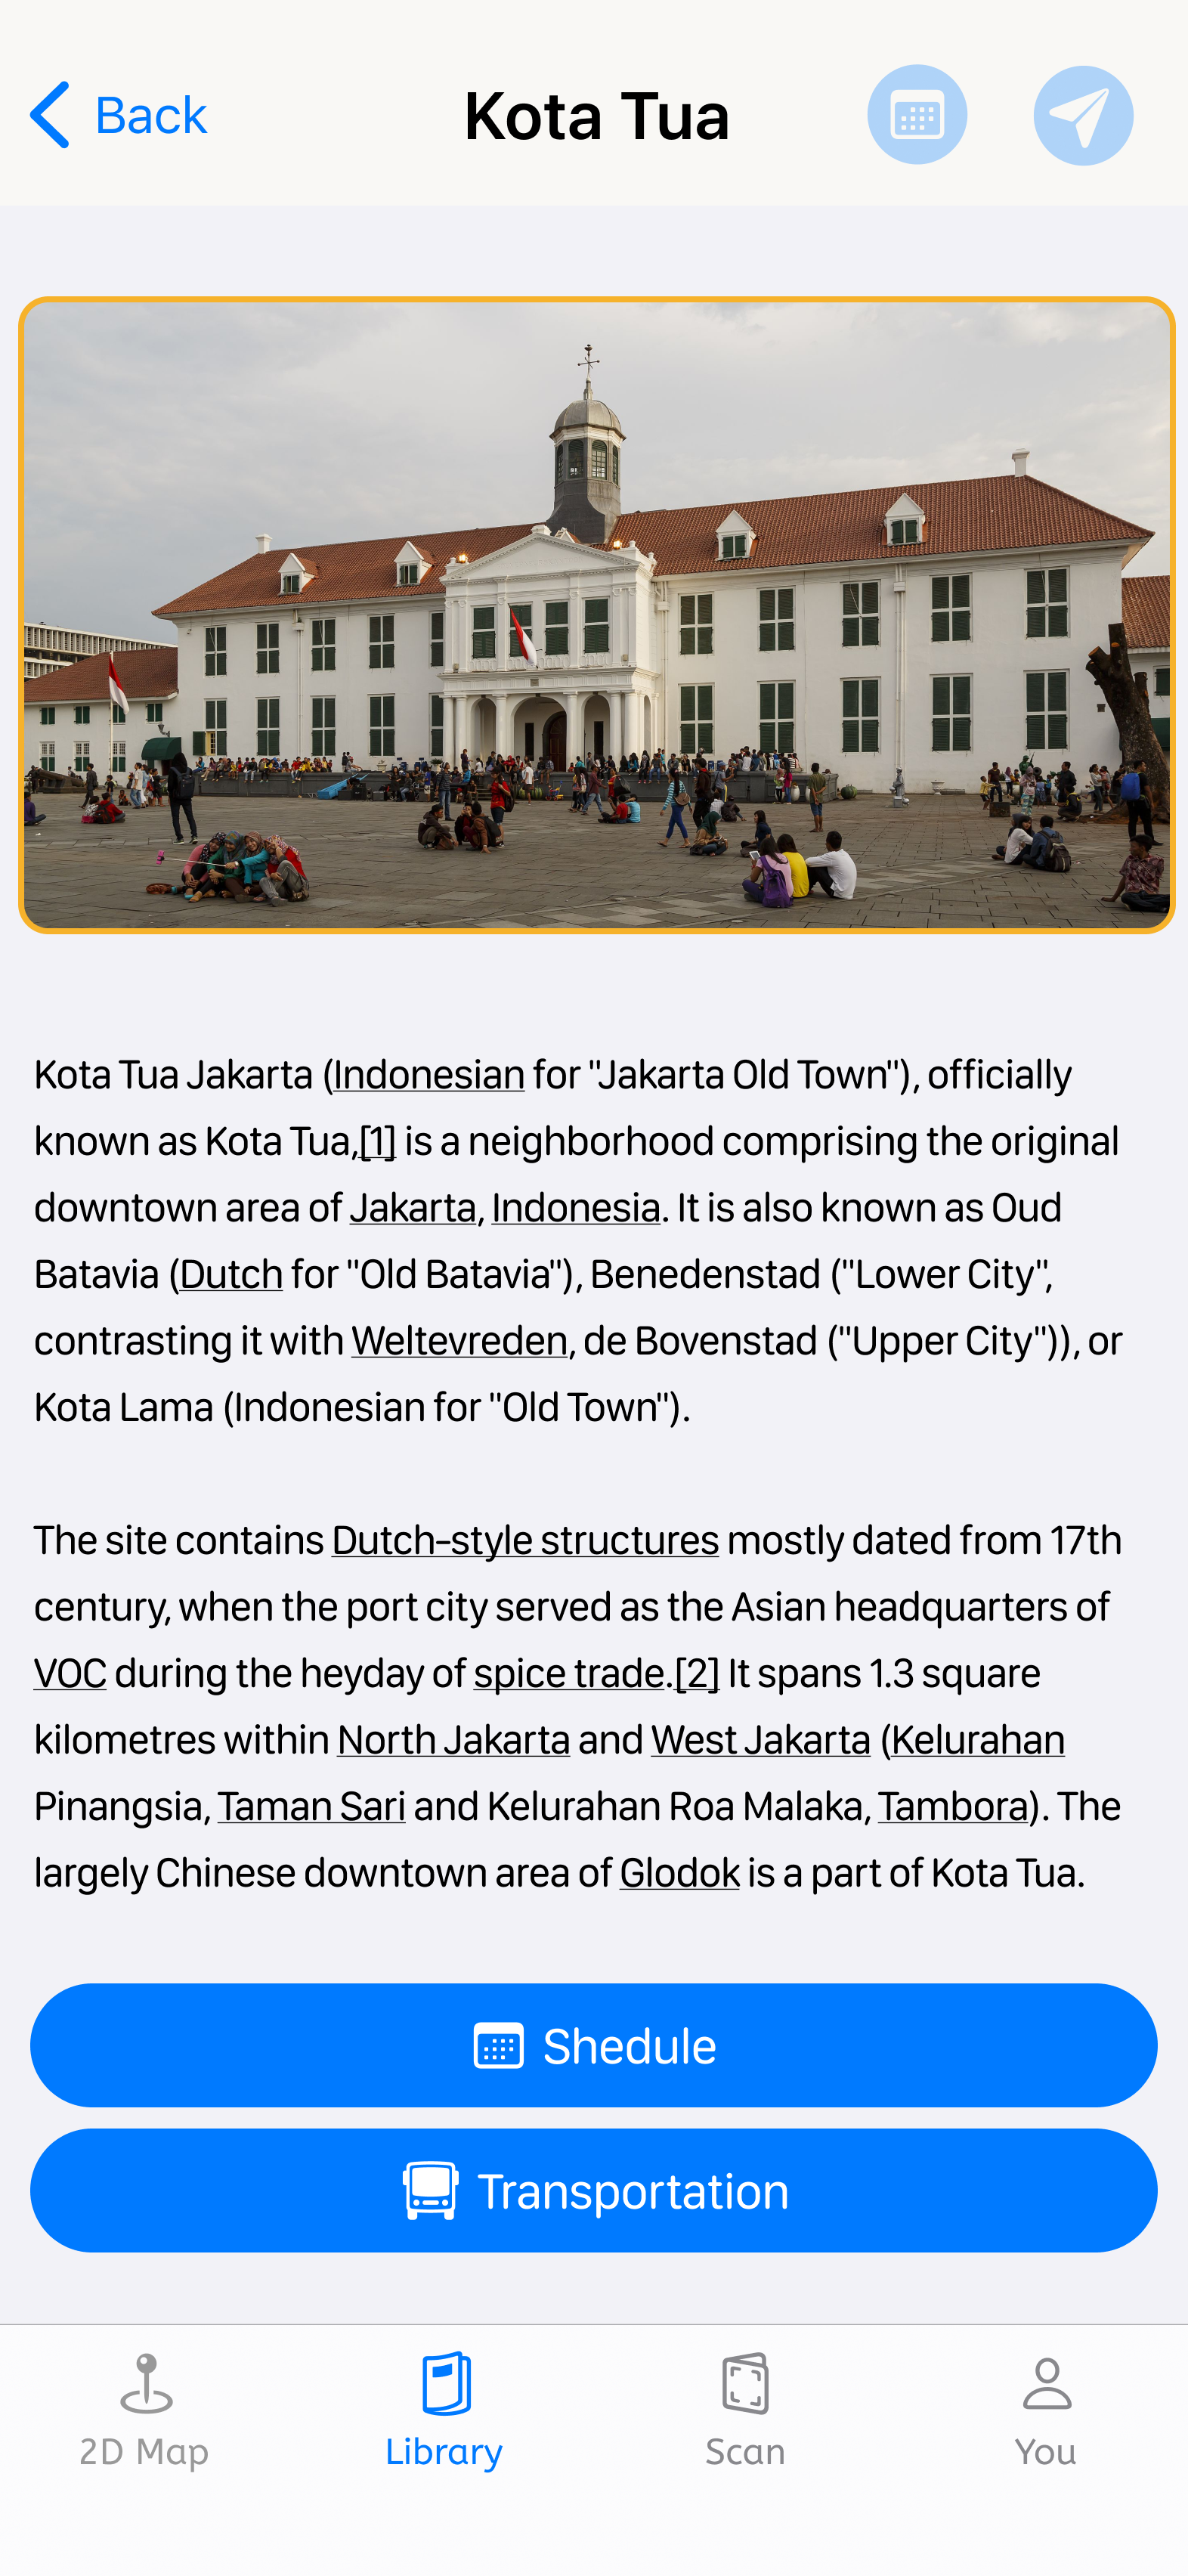 Back
Kota Tua
Kota Tua Jakarta (Indonesian for "Jakarta Old Town"), officially
known as Kota Tua,[1] is a neighborhood comprising the original
downtown area of Jakarta, Indonesia. It is also known as Oud
Batavia (Dutch for "Old Batavia"), Benedenstad ("Lower City",
contrasting it with Weltevreden, de Bovenstad ("Upper City")), or
Kota Lama (Indonesian for "Old Town").
The site contains Dutch-style structures mostly dated from 17th
century, when the port city served as the Asian headquarters of
VOC during the heyday of spice trade.[2] It spans 1.3 square
kilometres within North Jakarta and West Jakarta (Kelurahan
Pinangsia, Taman Sari and Kelurahan Roa Malaka, Tambora). The
largely Chinese downtown area of Glodok is a part of Kota Tua.
Shedule
Transportation
2D Map
Library
Scan
You